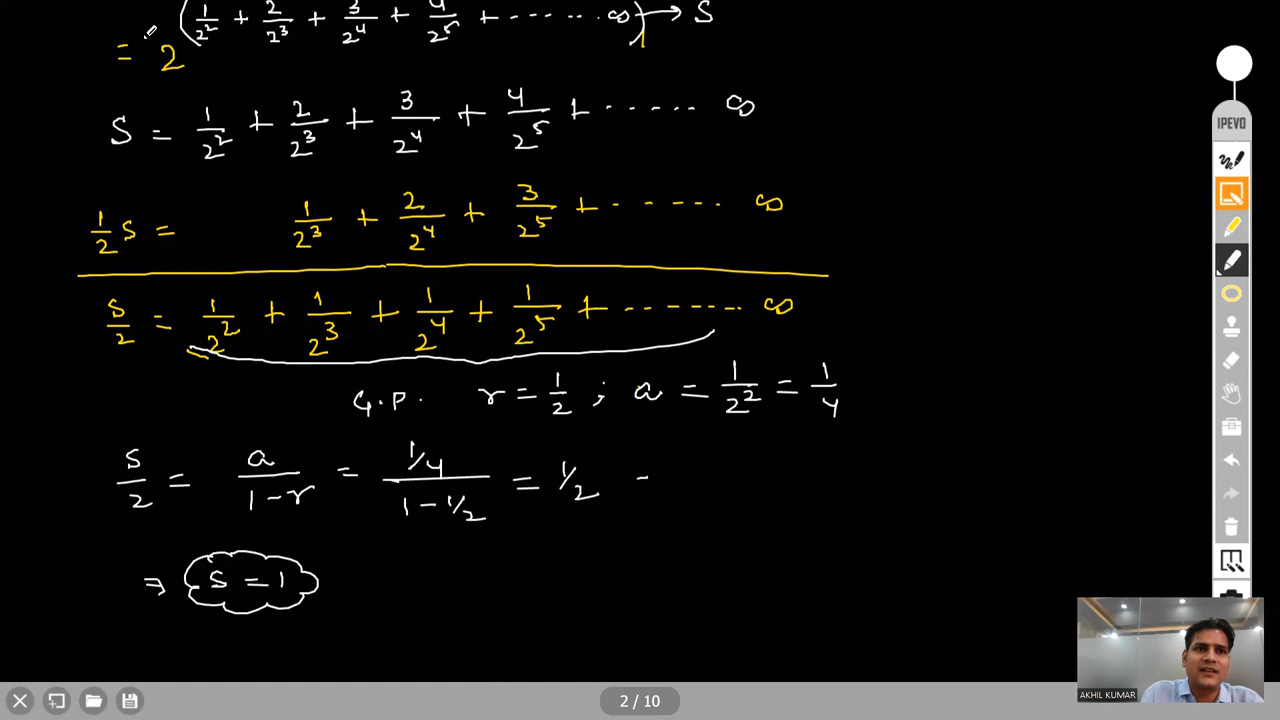 = 2^(1/2² + 2/2³ + 3/2⁴ + 4/2⁵ + ....... ∞) → S
S = 1/2² + 2/2³ + 3/2⁴ + 4/2⁵ + ...... ∞
IPEVO
1/2 S = 1/2³ + 2/2⁴ + 3/2⁵ + ...... ∞
S/2 = 1/2² + 1/2³ + 1/2⁴ + 1/2⁵ + ....... ∞
G.P. r = 1/2 ; a = 1/2² = 1/4
S/2 = a/(1-r) = (1/4)/(1 - 1/2) = 1/2 -
⇒ S = 1
AKHIL KUMAR
2 / 10